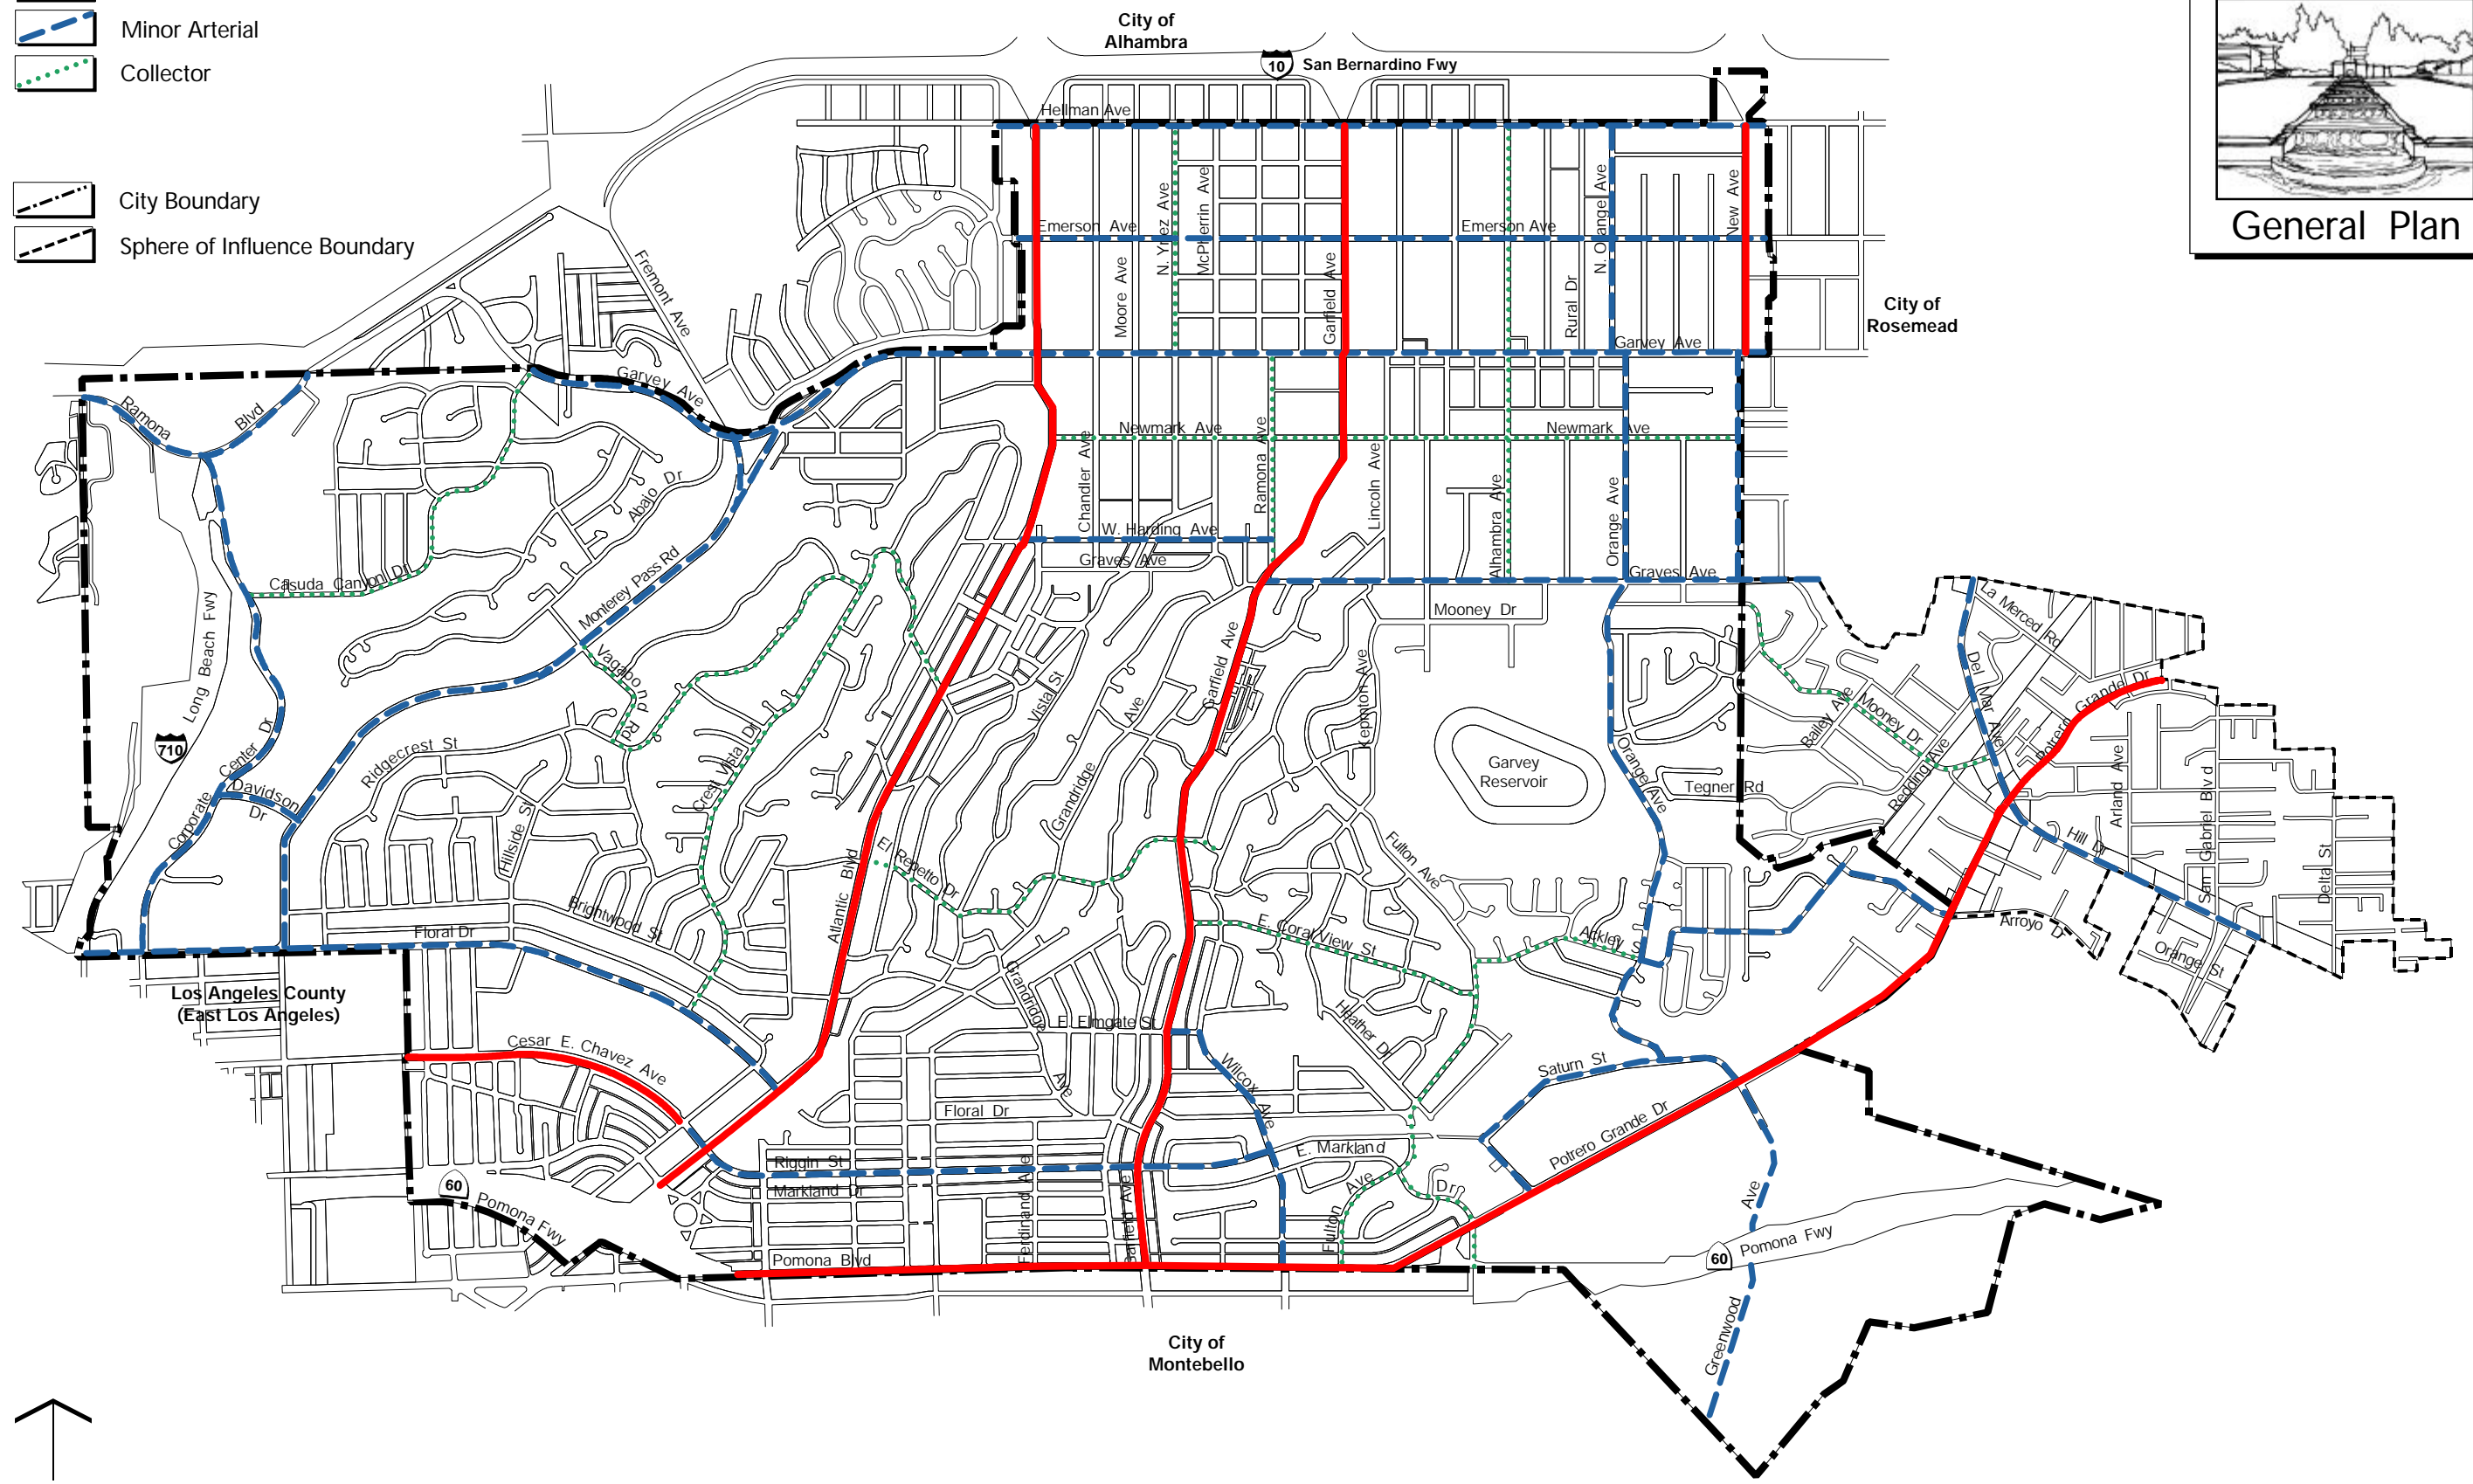 Minor Arterial
Collector
City Boundary
Sphere of Influence Boundary
General Plan
City of
Alhambra
10
San Bernardino Fwy
Hellman Ave
Emerson Ave
Emerson Ave
N. Ynez Ave
McPherrin Ave
Moore Ave
Garfield Ave
Rural Dr
N. Orange Ave
New Ave
City of
Rosemead
Fremont Ave
Garvey Ave
Garvey Ave
Ramona
Blvd
Newmark Ave
Newmark Ave
Chandler Ave
Ramona Ave
Lincoln Ave
Alhambra Ave
Orange Ave
Abajo Dr
W. Harding Ave
Graves Ave
Graves Ave
Casuda Canyon Dr
Monterey Pass Rd
Mooney Dr
La Merced Rd
Long Beach Fwy
710
Vagabond Rd
Vista St
Garfield Ave
Kepmton Ave
Del Mar Ave
Potrero Grande Dr
Bailey Ave
Mooney Dr
Redding Ave
Arland Ave
San Gabriel Blvd
Delta St
Hill Dr
Corporate Center Dr
Davidson
Dr
Ridgecrest St
Hillside St
Crest Vista Dr
Grandridge
Ave
Garvey
Reservoir
Orange Ave
Tegner Rd
El Repetto Dr
Fulton Ave
Atlantic Blvd
Brightwood St
Floral Dr
E. Coral View St
Atkley S
Arroyo D
Orange St
Los Angeles County
(East Los Angeles)
Grandridge
Ave
E. Elmgate St
Heather Dr
Cesar E. Chavez Ave
Wilcox
Ave
Saturn St
Floral Dr
Potrero Grande Dr
E. Markland
Dr
Riggin St
Markland Dr
Ferdinand Ave
Garfield Ave
Fulton
Ave
60
Pomona Fwy
Pomona Blvd
60
Pomona Fwy
Greenwood
Ave
City of
Montebello